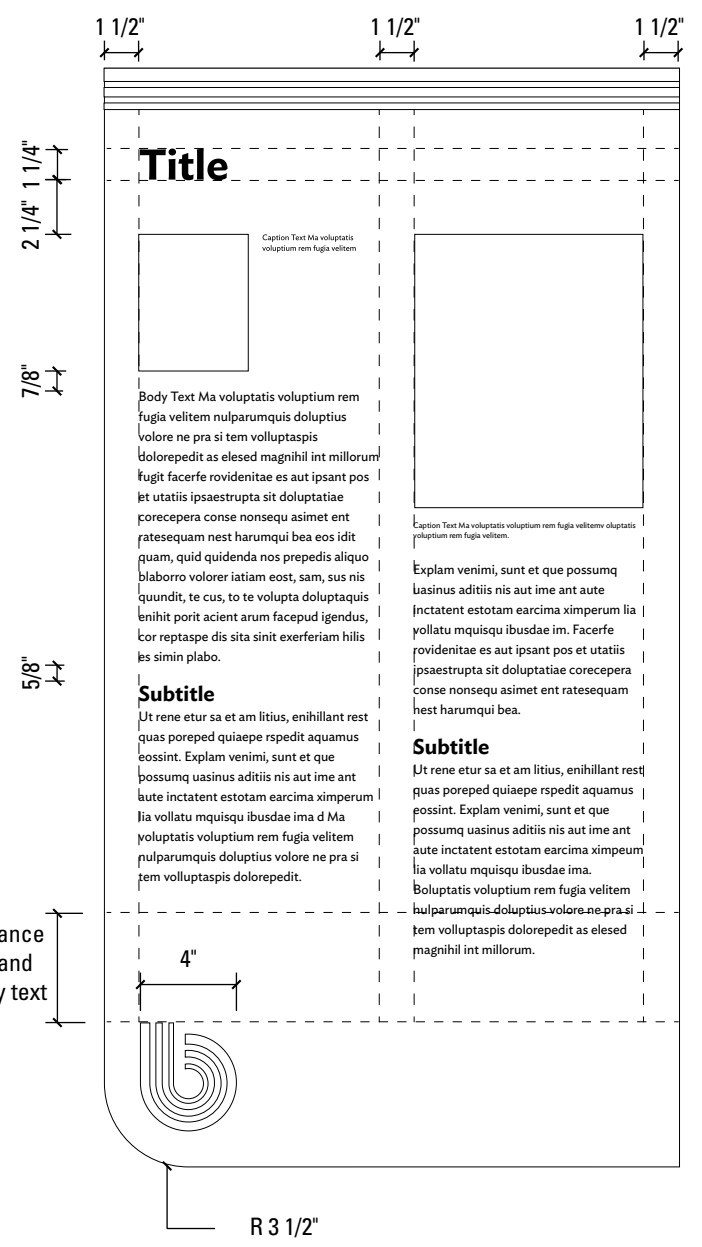 1 1/2"
1 1/2"
1 1/2"
1 1/4"
2 1/4"
7/8"
5/8"
Title
Caption Text Ma voluptatis
voluptium rem fugia velitem
Body Text Ma voluptatis voluptium rem
fugia velitem nulparumquis doluptius
volore ne pra si tem volluptaspis
dolorepedit as elesed magnihil int millorum
fugit facerfe rovidenitae es aut ipsant pos
et utatiis ipsaestrupta sit doluptatiae
corecepera conse nonsequ asimet ent
ratesequam nest harumqui bea eos idit
quam, quid quidenda nos prepedis aliquo
blaborro volorer iatiam eost, sam, sus nis
quundit, te cus, to te volupta doluptaquis
enihit porit acient arum facepud igendus,
cor reptaspe dis sita sinit exerferiam hilis
es simin plabo.
Subtitle
Ut rene etur sa et am litius, enihillant rest
quas poreped quiaepe rspedit aquamus
eossint. Explam venimi, sunt et que
possumq uasinus aditiis nis aut ime ant
aute inctatent estotam earcima ximperum
lia vollatu mquisqu ibusdae ima d Ma
voluptatis voluptium rem fugia velitem
nulparumquis doluptius volore ne pra si
tem volluptaspis dolorepedit.
Caption Text Ma voluptatis voluptium rem fugia velitemv oluptatis
voluptium rem fugia velitem.
Explam venimi, sunt et que possumq
uasinus aditiis nis aut ime ant aute
inctatent estotam earcima ximperum lia
vollatu mquisqu ibusdae im. Facerfe
rovidenitae es aut ipsant pos et utatiis
ipsaestrupta sit doluptatiae corecepera
conse nonsequ asimet ent ratesequam
nest harumqui bea.
Subtitle
Ut rene etur sa et am litius, enihillant rest
quas poreped quiaepe rspedit aquamus
eossint. Explam venimi, sunt et que
possumq uasinus aditiis nis aut ime ant
aute inctatent estotam earcima ximpeum
lia vollatu mquisqu ibusdae ima.
Boluptatis voluptium rem fugia velitem
nulparumquis doluptius volore ne pra si
tem volluptaspis dolorepedit as elesed
magnihil int millorum.
ance
and
y text
4"
R 3 1/2"